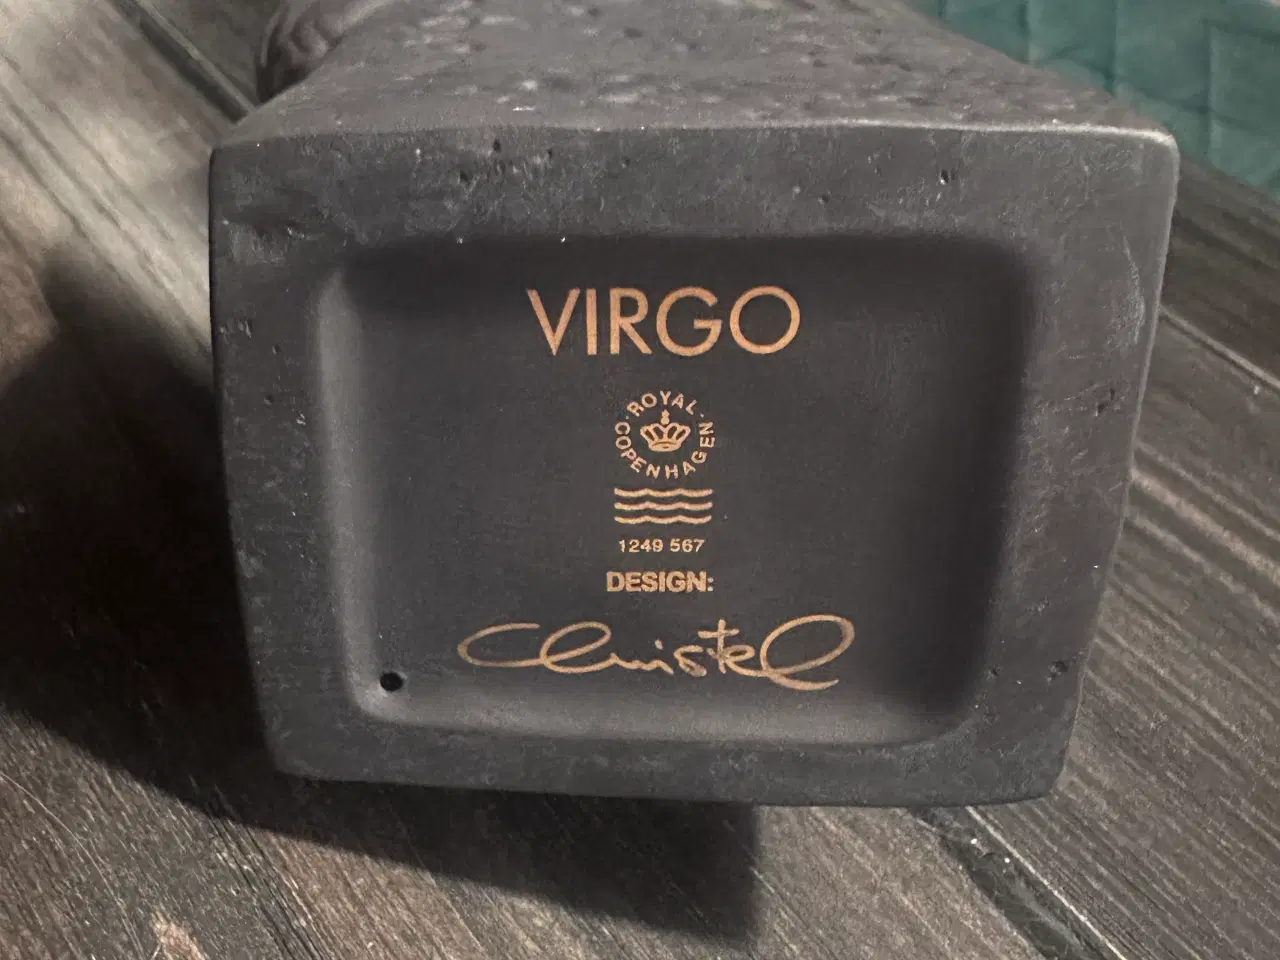 VIRGO
ROYAL
COPENHAGEN
1249 567
DESIGN:
Christel